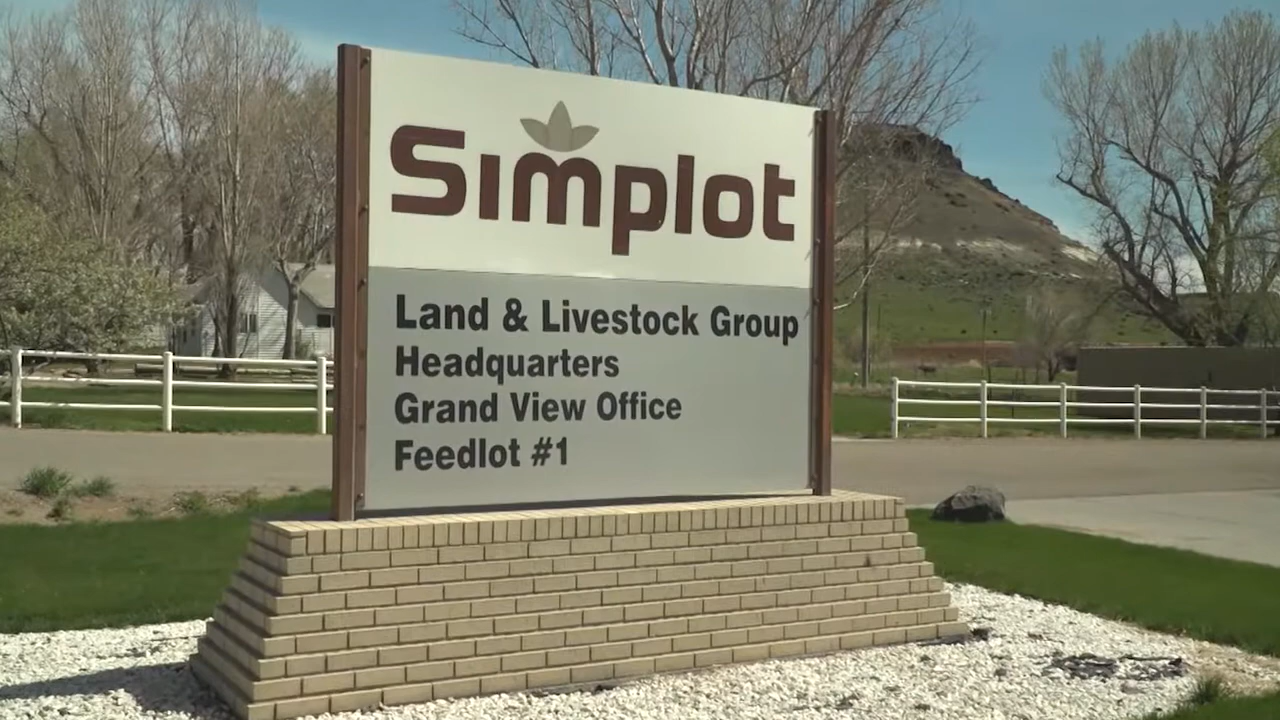 Simplot
Land & Livestock Group
Headquarters
Grand View Office
Feedlot #1